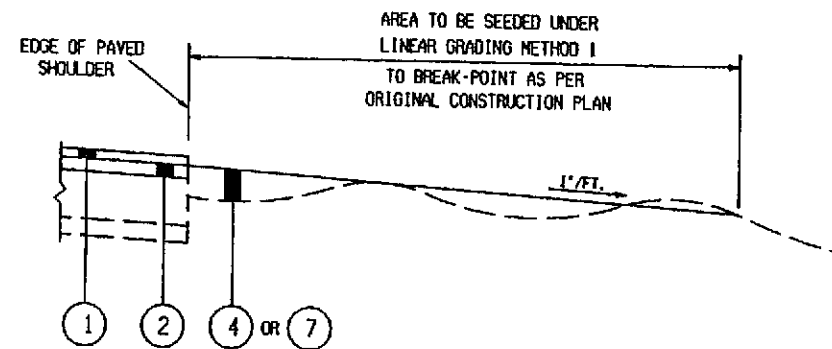 AREA TO BE SEEDED UNDER
LINEAR GRADING METHOD 1
TO BREAK-POINT AS PER
ORIGINAL CONSTRUCTION PLAN
EDGE OF PAVED
SHOULDER
1"/FT.
1 2 4 OR 7